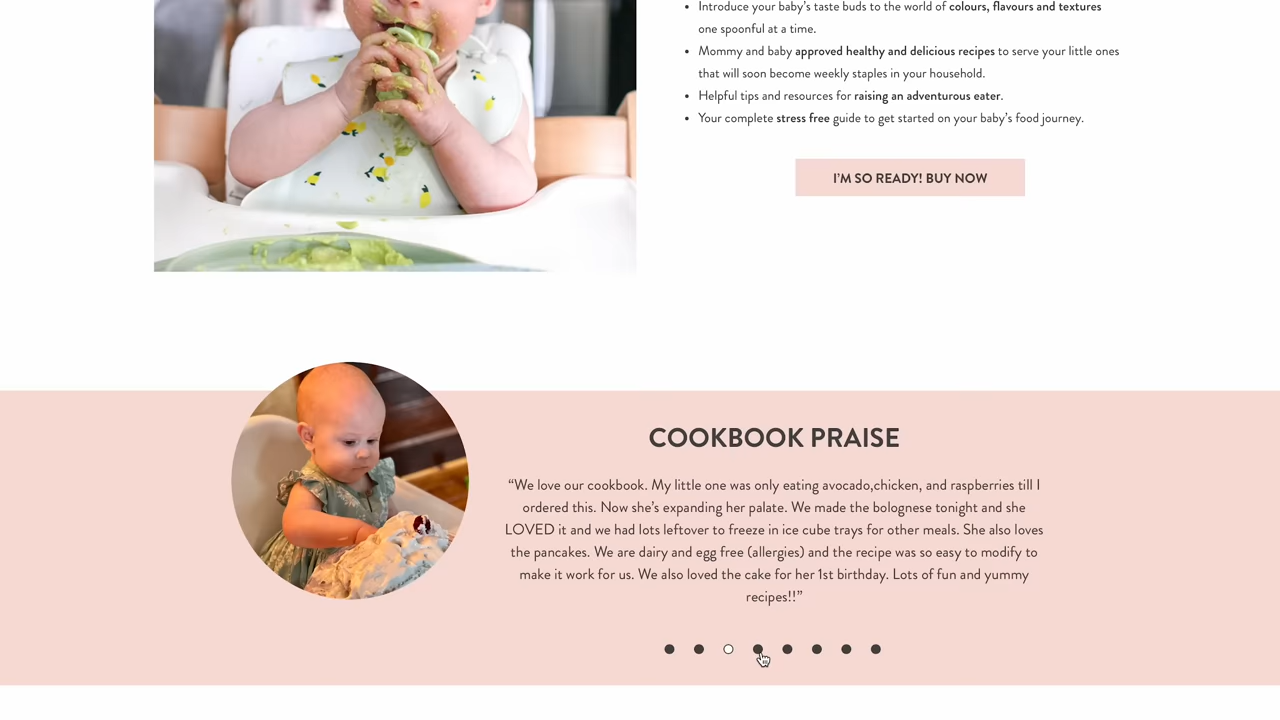 • Introduce your baby's taste buds to the world of colours, flavours and textures
one spoonful at a time.
• Mommy and baby approved healthy and delicious recipes to serve your little ones
that will soon become weekly staples in your household.
• Helpful tips and resources for raising an adventurous eater.
• Your complete stress free guide to get started on your baby's food journey.
I'M SO READY! BUY NOW
COOKBOOK PRAISE
“We love our cookbook. My little one was only eating avocado,chicken, and raspberries till I
ordered this. Now she's expanding her palate. We made the bolognese tonight and she
LOVED it and we had lots leftover to freeze in ice cube trays for other meals. She also loves
the pancakes. We are dairy and egg free (allergies) and the recipe was so easy to modify to
make it work for us. We also loved the cake for her 1st birthday. Lots of fun and yummy
recipes!!”